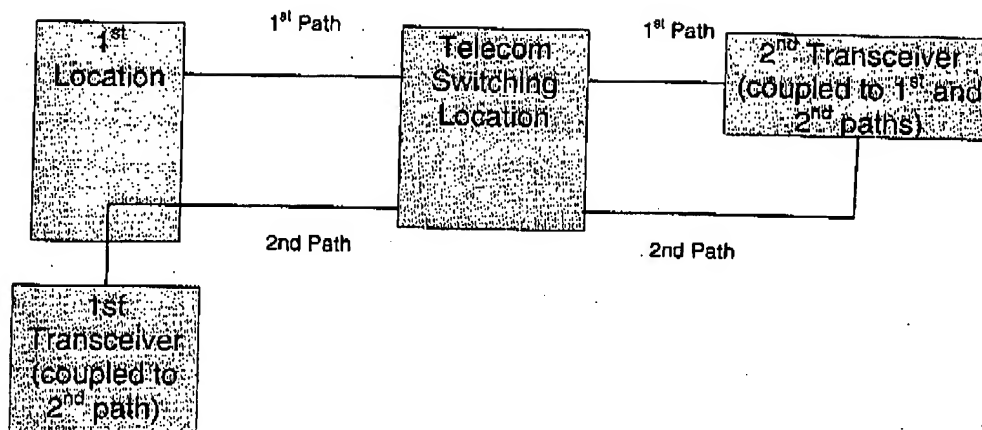 1st
Location
1st Path
Telecom
Switching
Location
1st Path
2nd Transceiver
(coupled to 1st and
2nd paths)
2nd Path
2nd Path
1st
Transceiver
(coupled to
2nd path)